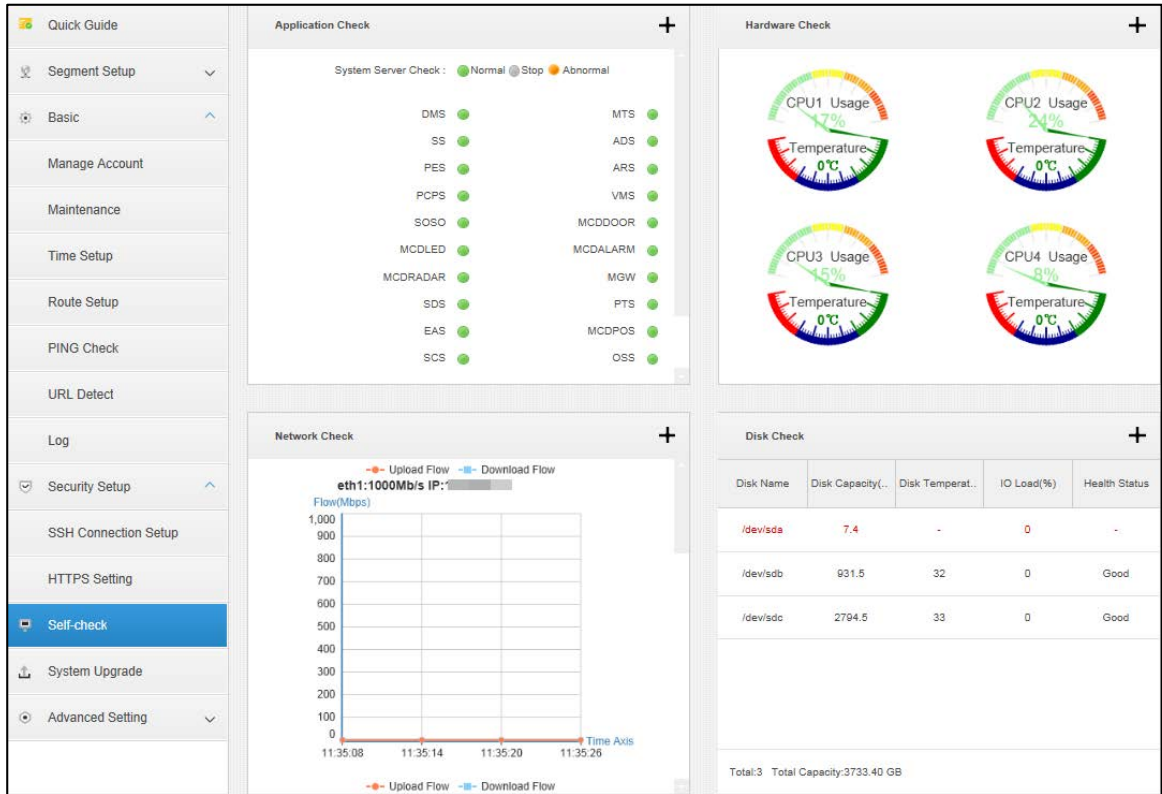 Quick Guide
Segment Setup
Basic
Manage Account
Maintenance
Time Setup
Route Setup
PING Check
URL Detect
Log
Security Setup
SSH Connection Setup
HTTPS Setting
Self-check
System Upgrade
Advanced Setting
Application Check
System Server Check : Normal Stop Abnormal
DMS MTS
SS ADS
PES ARS
PCPS VMS
SOSO MCDDOOR
MCDLED MCDALARM
MCDRADAR MGW
SDS PTS
EAS MCDPOS
SCS OSS
Hardware Check
CPU1 Usage
17%
Temperature
0℃
CPU2 Usage
24%
Temperature
0℃
CPU3 Usage
15%
Temperature
0℃
CPU4 Usage
8%
Temperature
0℃
Network Check
Upload Flow Download Flow
eth1:1000Mb/s IP:
Flow(Mbps)
1,000
900
800
700
600
500
400
300
200
100
0
Time Axis
11:35:08 11:35:14 11:35:20 11:35:26
Upload Flow Download Flow
Disk Check
Disk Name Disk Capacity(.. Disk Temperat.. IO Load(%) Health Status
/dev/sda 7.4 - 0 -
/dev/sdb 931.5 32 0 Good
/dev/sdc 2794.5 33 0 Good
Total:3 Total Capacity:3733.40 GB